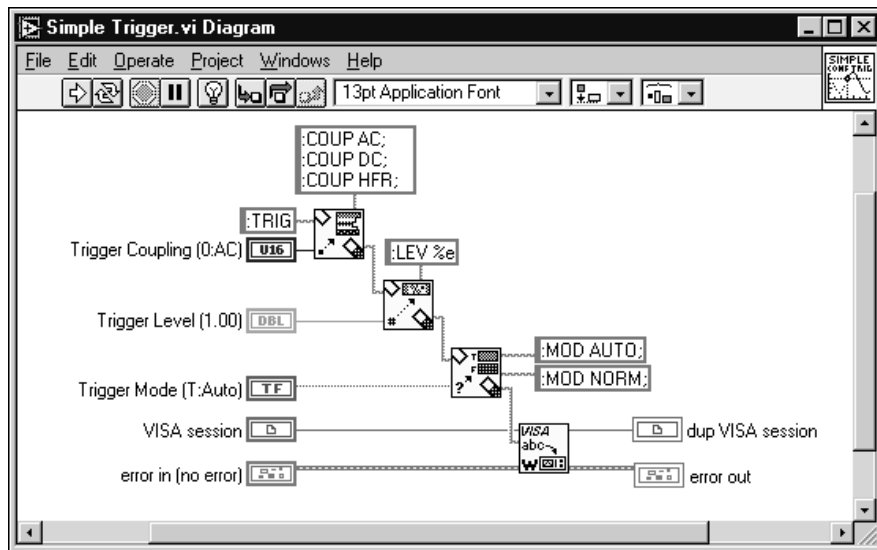 Simple Trigger.vi Diagram
File Edit Operate Project Windows Help
SIMPLE
CONF TRIG
13pt Application Font
:COUP AC;
:COUP DC;
:COUP HFR;
:TRIG
Trigger Coupling (0:AC) U16
:LEV %e
%
Trigger Level (1.00) DBL
#
T
F
?
:MOD AUTO;
:MOD NORM;
Trigger Mode (T:Auto) TF
VISA session
VISA
abc
W
dup VISA session
error in (no error)
error out